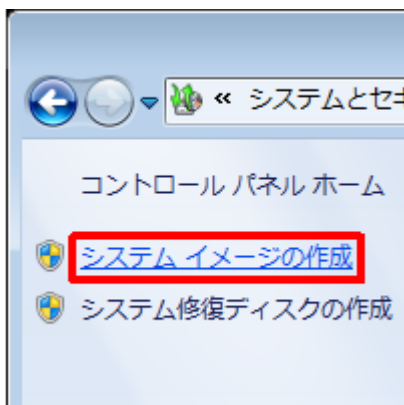 « システムとセキ
コントロール パネル ホーム
システム イメージの作成
システム修復ディスクの作成